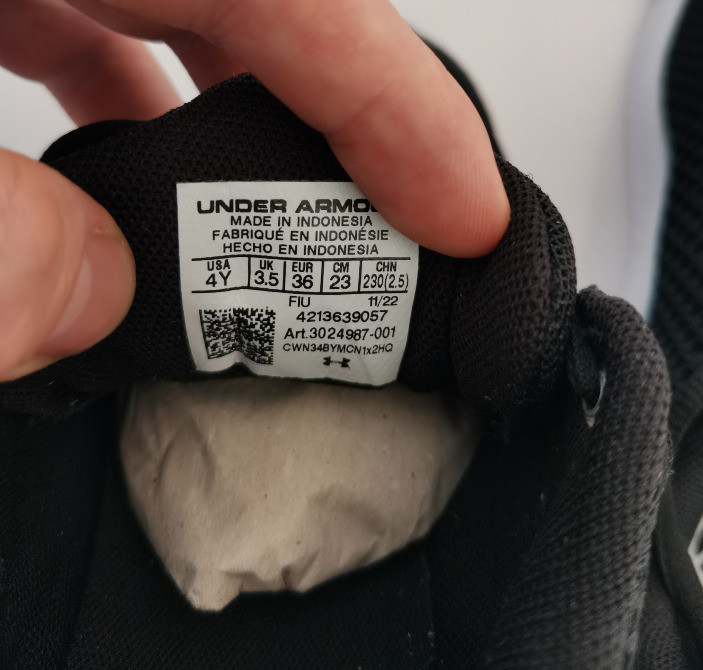 UNDER ARMO
MADE IN INDONESIA
FABRIQUÉ EN INDONÉSIE
HECHO EN INDONESIA
USA UK EUR CM CHN
4Y 3.5 36 23 230(2.5)
FIU 11/22
4213639057
Art.3024987-001
CWN34BYMCN1x2HQ